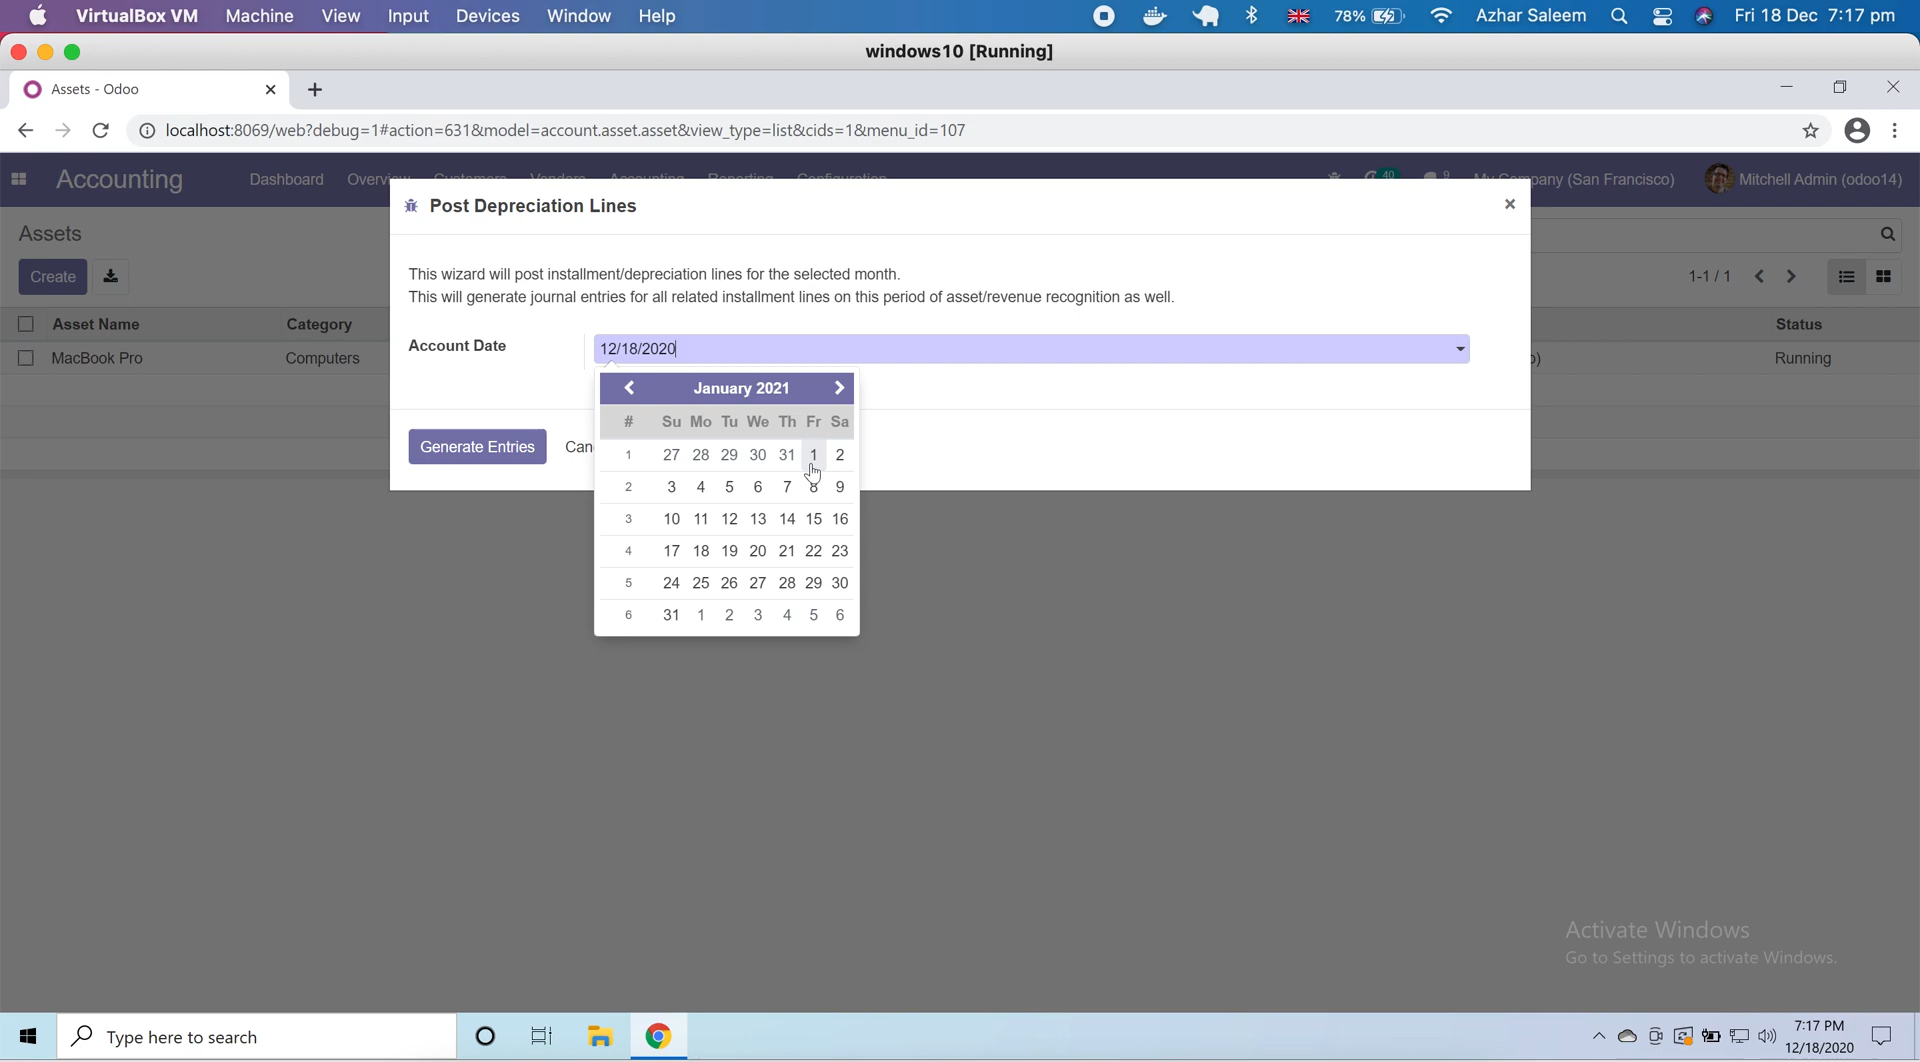 VirtualBox VM Machine View Input Devices Window Help 78% Azhar Saleem Fri 18 Dec 7:17 pm
windows10 [Running]
Assets - Odoo
localhost:8069/web?debug=1#action=631&model=account.asset.asset&view_type=list&cids=1&menu_id=107
Accounting Dashboard Overview Customers Vendors Accounting Reporting Configuration 40 9 My Company (San Francisco) Mitchell Admin (odoo14)
Post Depreciation Lines
Assets
Create
1-1 / 1
This wizard will post installment/depreciation lines for the selected month.
This will generate journal entries for all related installment lines on this period of asset/revenue recognition as well.
Asset Name Category Status
MacBook Pro Computers Running
Account Date 12/18/2020
January 2021
# Su Mo Tu We Th Fr Sa
1 27 28 29 30 31 1 2
2 3 4 5 6 7 8 9
3 10 11 12 13 14 15 16
4 17 18 19 20 21 22 23
5 24 25 26 27 28 29 30
6 31 1 2 3 4 5 6
Generate Entries Can
Activate Windows
Go to Settings to activate Windows.
Type here to search
7:17 PM
12/18/2020